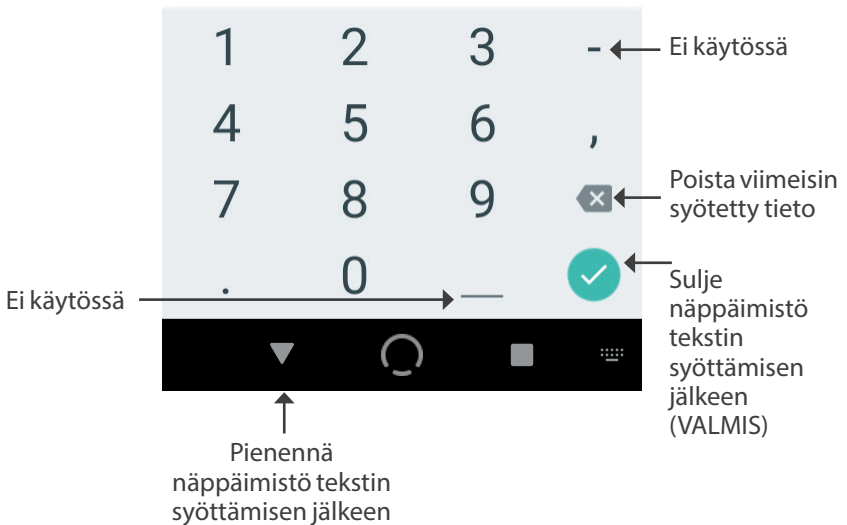 1 2 3 - Ei käytössä
4 5 6 ,
7 8 9 Poista viimeisin
syötetty tieto
. 0
Ei käytössä
Sulje
näppäimistö
tekstin
syöttämisen
jälkeen
(VALMIS)
Pienennä
näppäimistö tekstin
syöttämisen jälkeen